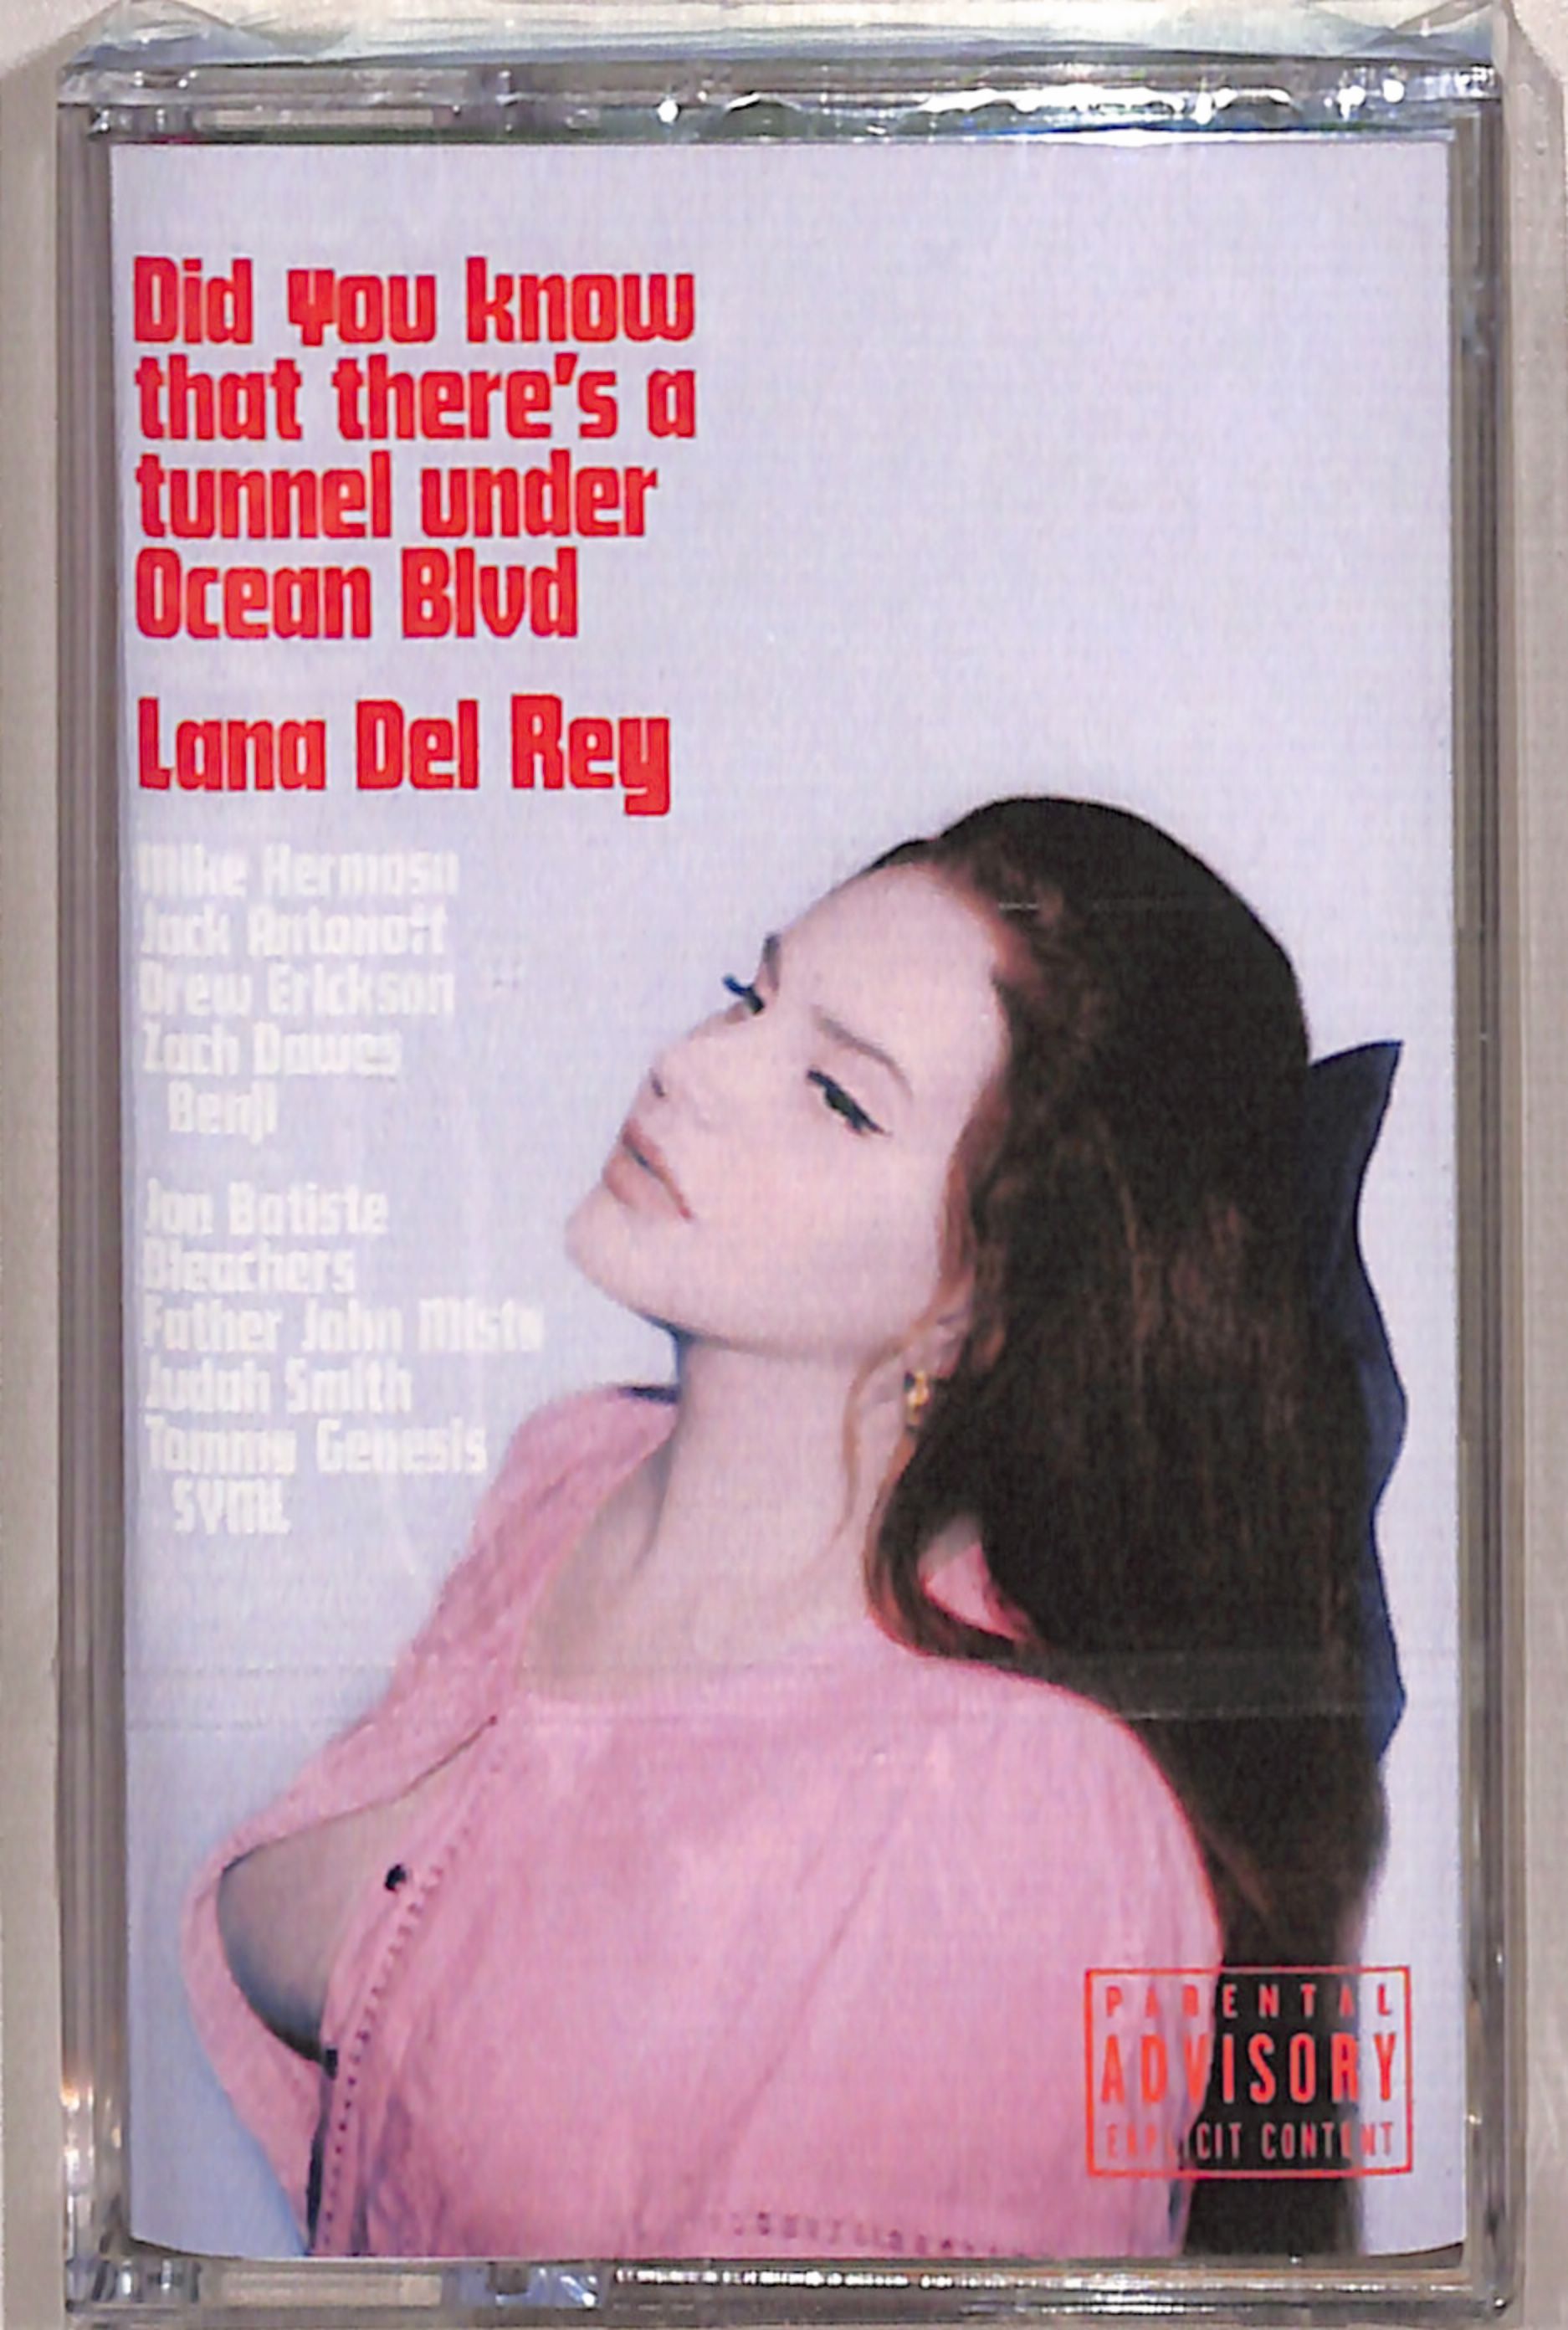 Did you know
that there's a
tunnel under
Ocean Blvd
Lana Del Rey
Mike Hermosa
Jack Antonoff
Drew Erickson
Zach Dawes
Benji
Jon Batiste
Bleachers
Father John Misty
Judah Smith
Tommy Genesis
SYML
PARENTAL
ADVISORY
EXPLICIT CONTENT